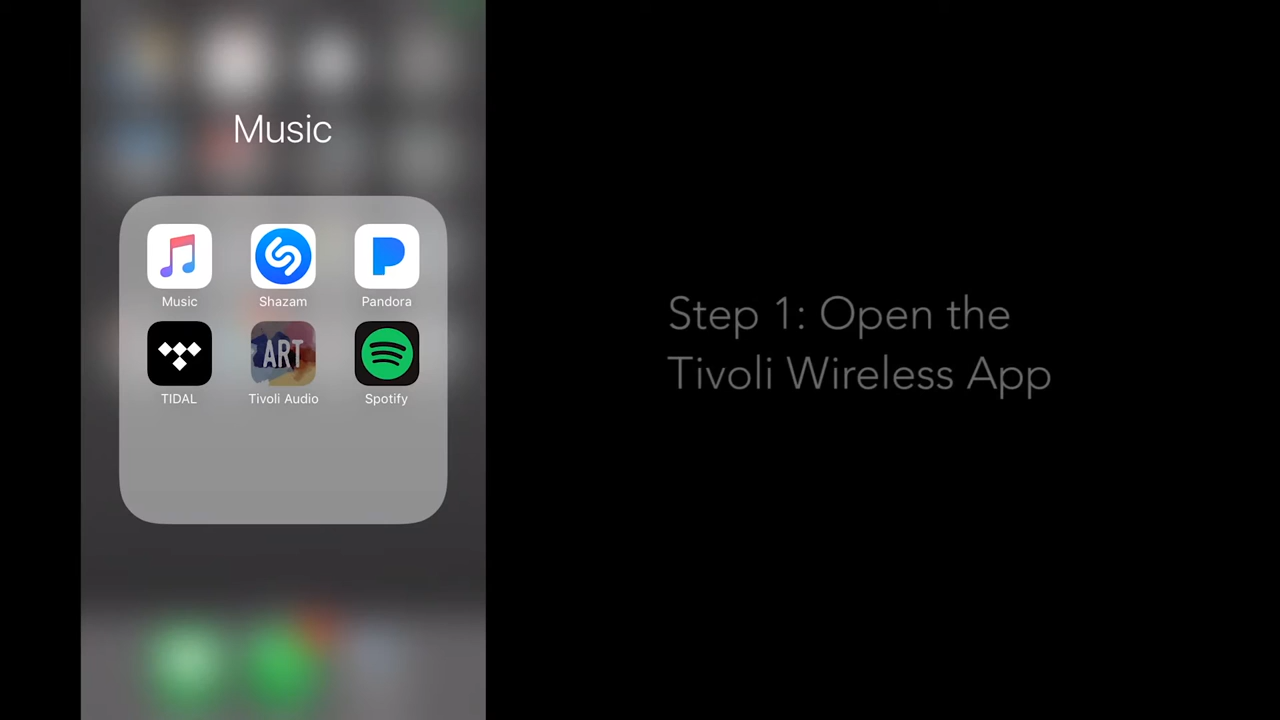 Music
Music
Shazam
Pandora
ART
TIDAL
Tivoli Audio
Spotify
Step 1: Open the
Tivoli Wireless App